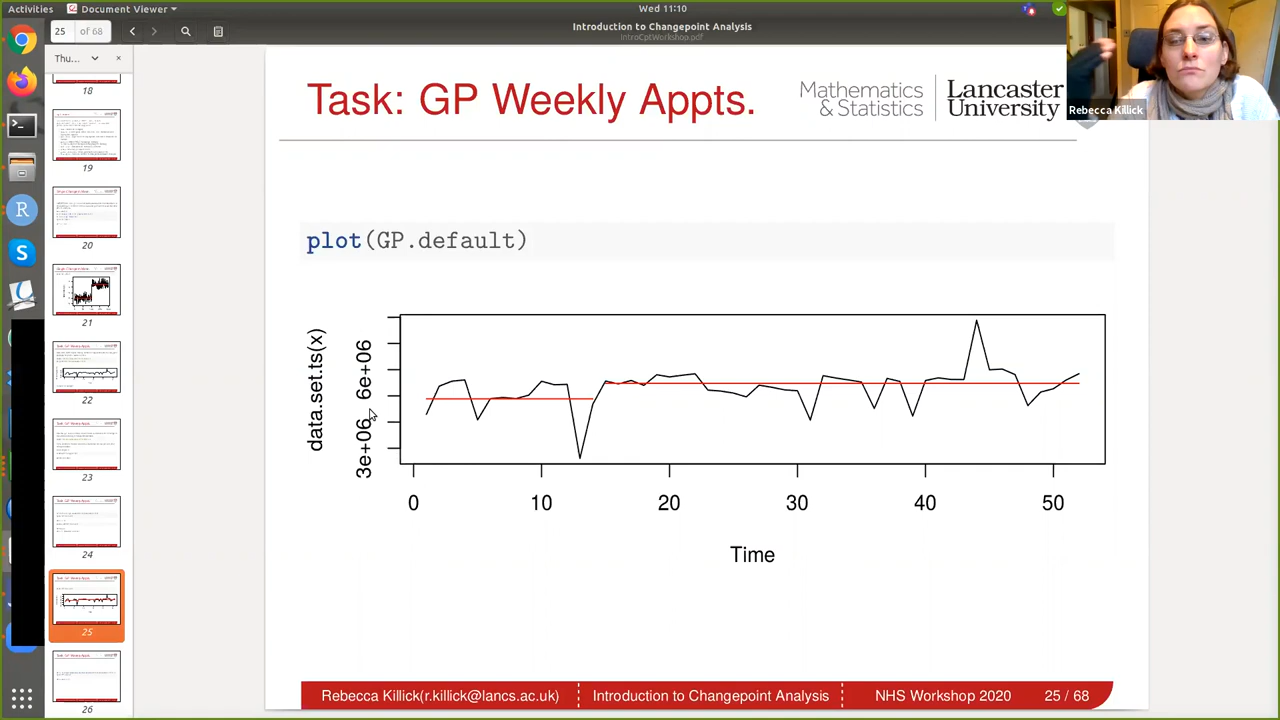 Activities
Document Viewer
Wed 11:10
25
of 68
Introduction to Changepoint Analysis
IntroCptWorkshop.pdf
Thu...
18
19
20
21
22
23
24
25
26
Task: GP Weekly Appts.
Mathematics
& Statistics
Lancaster
University
Rebecca Killick
plot(GP.default)
data.set.ts(x)
3e+06 6e+06
0 10 20 30 40 50
Time
Rebecca Killick(r.killick@lancs.ac.uk)
Introduction to Changepoint Analysis
NHS Workshop 2020
25 / 68